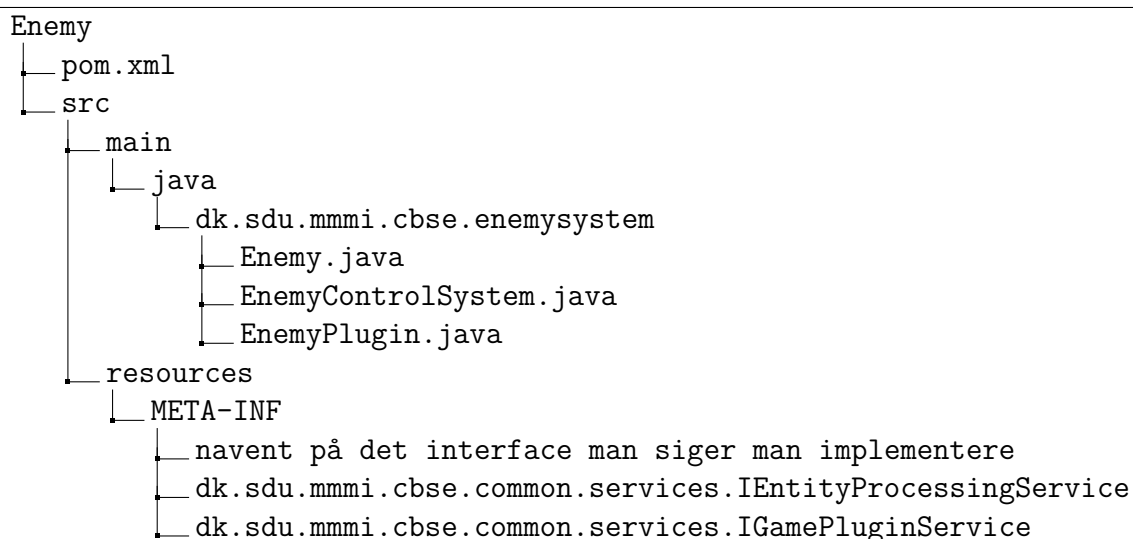 Enemy
pom.xml
src
main
java
dk.sdu.mmmi.cbse.enemysystem
Enemy.java
EnemyControlSystem.java
EnemyPlugin.java
resources
META-INF
navent på det interface man siger man implementere
dk.sdu.mmmi.cbse.common.services.IEntityProcessingService
dk.sdu.mmmi.cbse.common.services.IGamePluginService